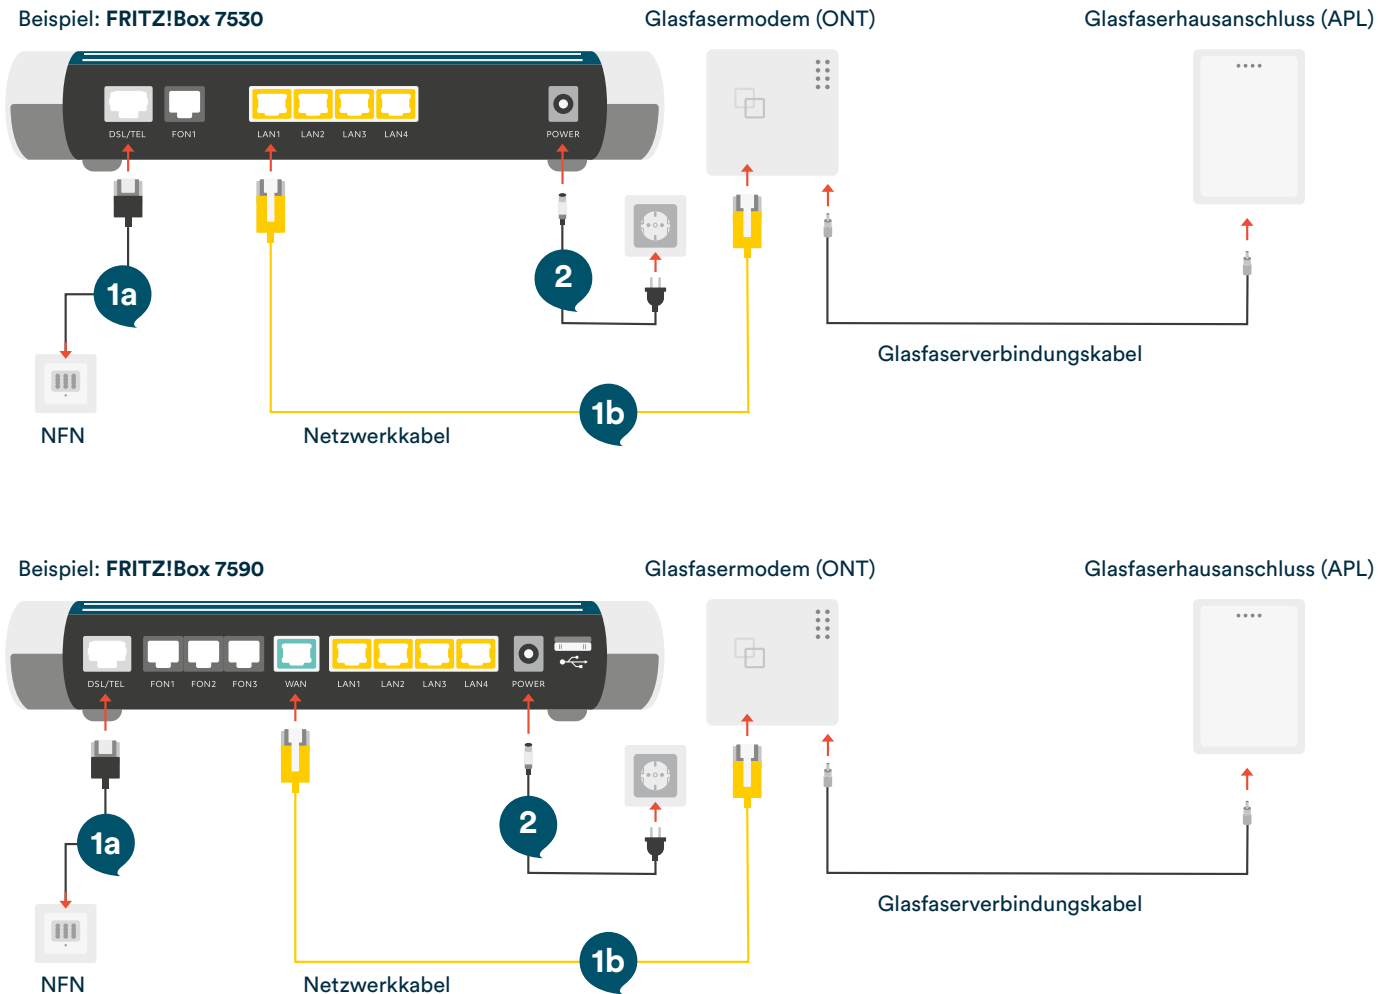 Beispiel: FRITZ!Box 7530
Glasfasermodem (ONT)
Glasfaserhausanschluss (APL)
DSL/TEL
FON1
LAN1
LAN2
LAN3
LAN4
POWER
1a
2
Glasfaserverbindungskabel
1b
NFN
Netzwerkkabel
Beispiel: FRITZ!Box 7590
Glasfasermodem (ONT)
Glasfaserhausanschluss (APL)
DSL/TEL
FON1
FON2
FON3
WAN
LAN1
LAN2
LAN3
LAN4
POWER
1a
2
Glasfaserverbindungskabel
1b
NFN
Netzwerkkabel